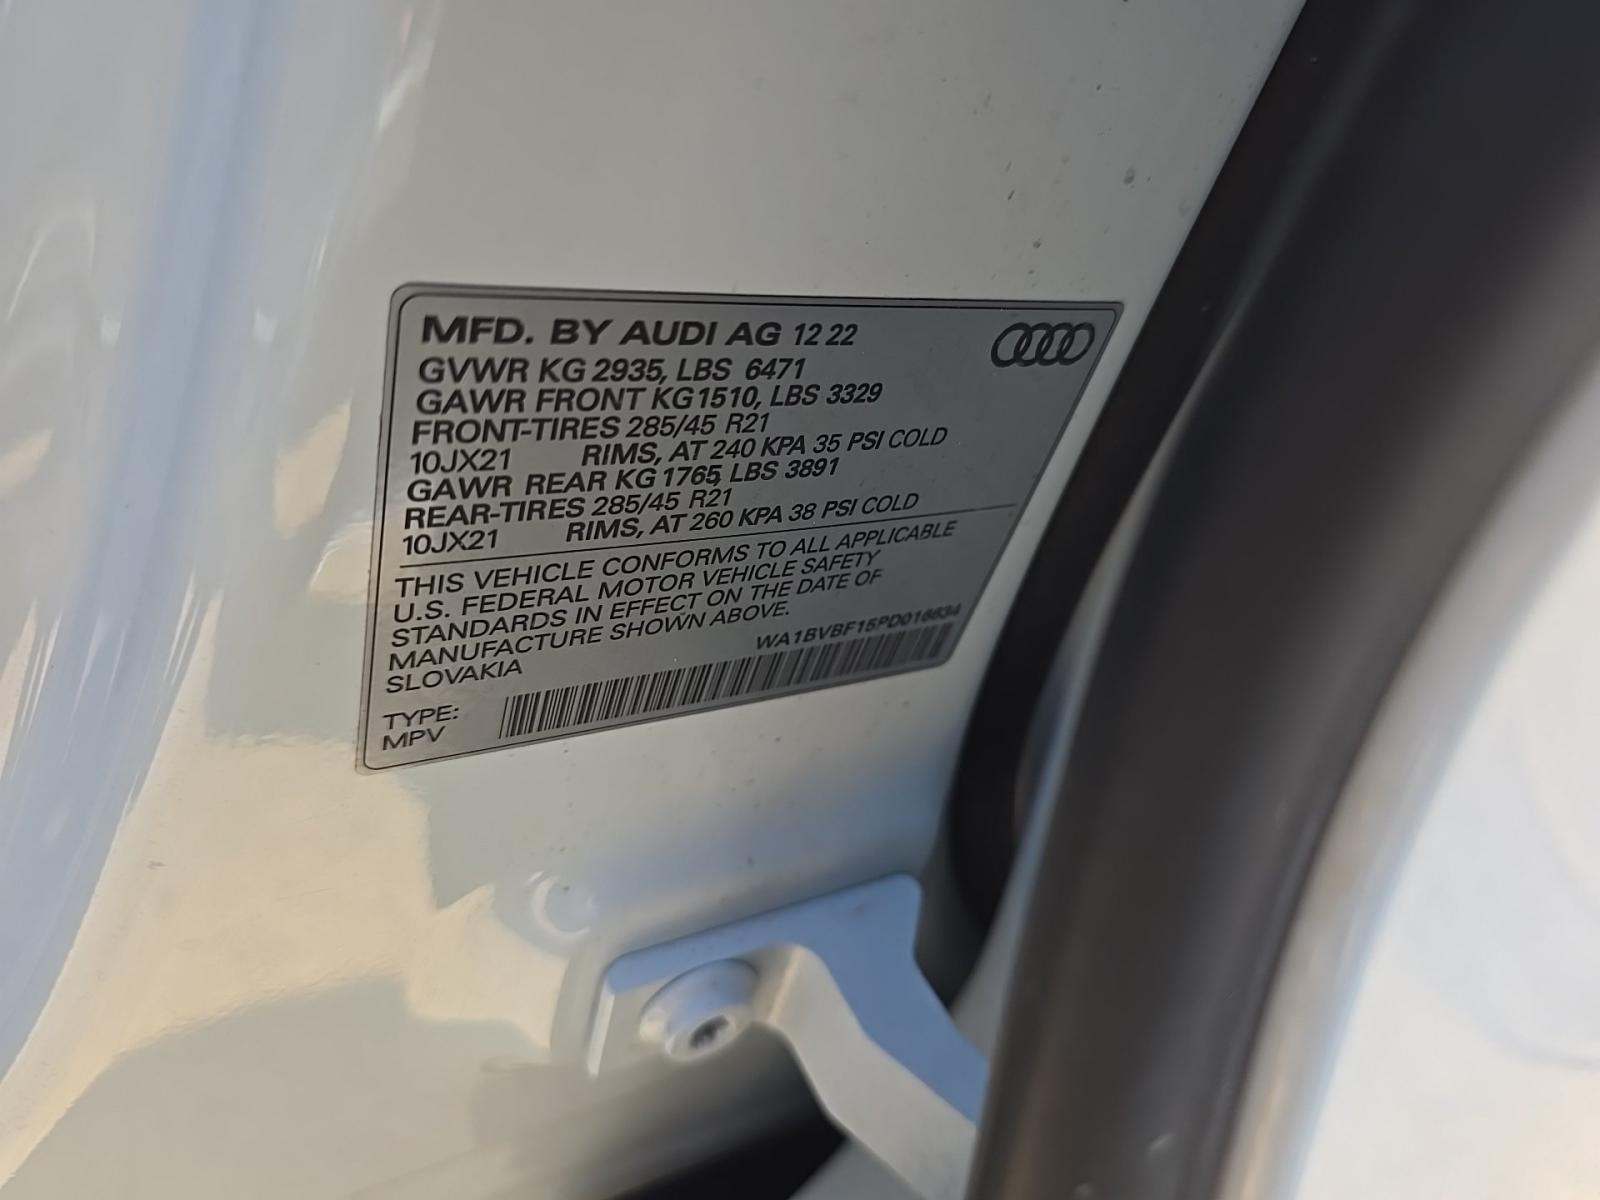 MFD. BY AUDI AG 12 22
GVWR KG 2935, LBS 6471
GAWR FRONT KG1510, LBS 3329
FRONT-TIRES 285/45 R21
10JX21 RIMS, AT 240 KPA 35 PSI COLD
GAWR REAR KG 1765, LBS 3891
REAR-TIRES 285/45 R21
10JX21 RIMS, AT 260 KPA 38 PSI COLD
THIS VEHICLE CONFORMS TO ALL APPLICABLE
U.S. FEDERAL MOTOR VEHICLE SAFETY
STANDARDS IN EFFECT ON THE DATE OF
MANUFACTURE SHOWN ABOVE.
SLOVAKIA
TYPE:
MPV